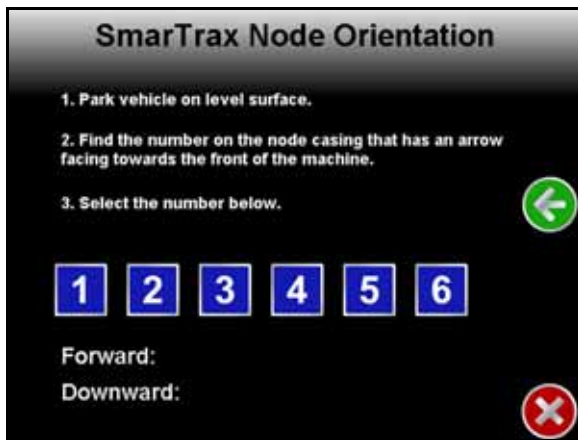 SmarTrax Node Orientation
1. Park vehicle on level surface.
2. Find the number on the node casing that has an arrow
facing towards the front of the machine.
3. Select the number below.
1 2 3 4 5 6
Forward:
Downward: